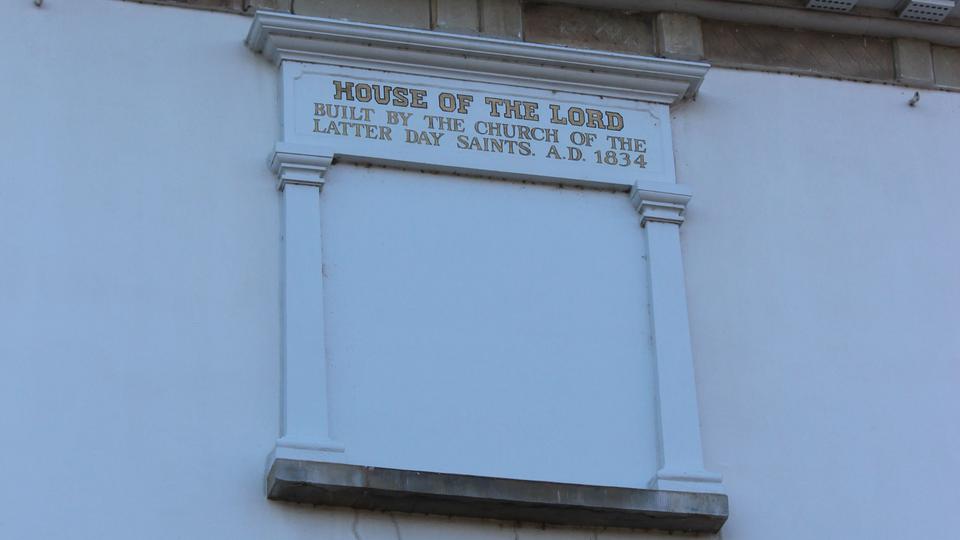 HOUSE OF THE LORD
BUILT BY THE CHURCH OF THE
LATTER DAY SAINTS. A.D. 1834